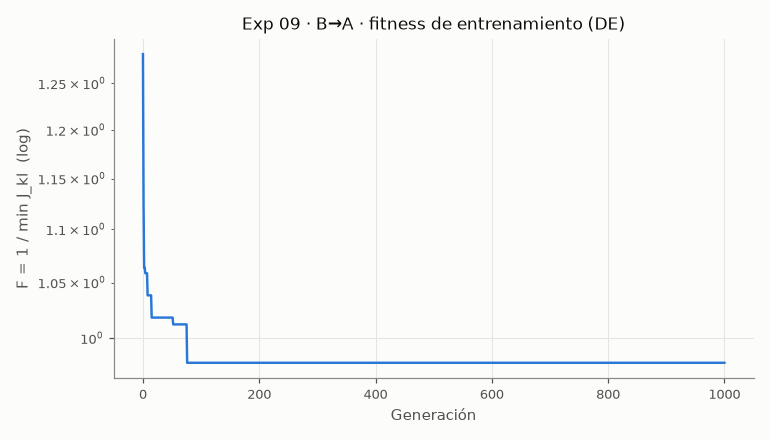 Exp 09 · B→A · fitness de entrenamiento (DE)
F = 1 / min J_kl (log)
1.25 × 10⁰
1.2 × 10⁰
1.15 × 10⁰
1.1 × 10⁰
1.05 × 10⁰
10⁰
0 200 400 600 800 1000
Generación